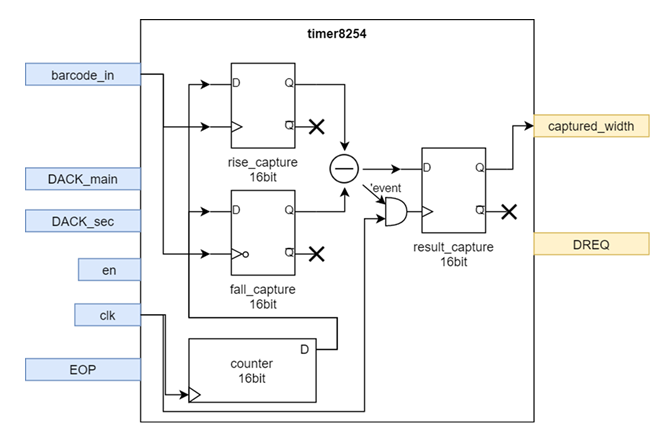 timer8254
barcode_in
D
Q
Q
rise_capture
16bit
captured_width
DACK_main
'event
D
Q
Q
result_capture
16bit
DACK_sec
D
Q
Q
fall_capture
16bit
DREQ
en
clk
EOP
D
counter
16bit